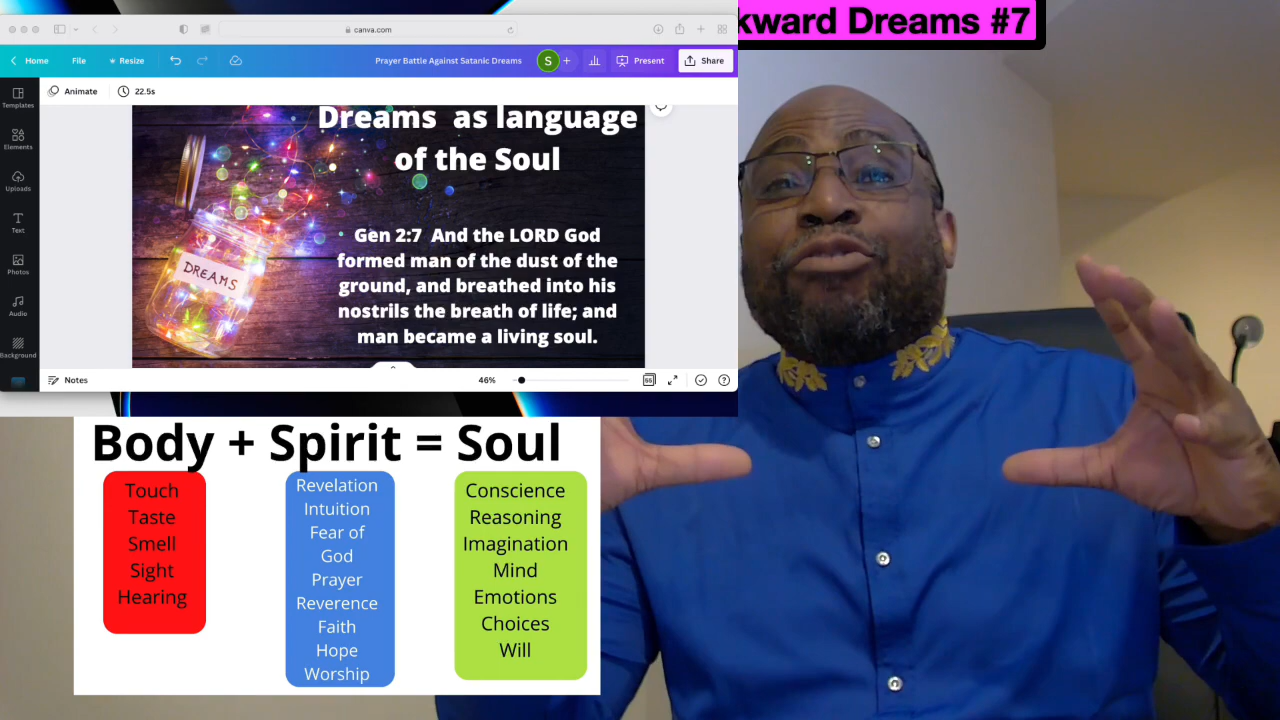 canva.com
Home
File
Resize
Prayer Battle Against Satanic Dreams
S
Present
Share
Animate
22.5s
Templates
Elements
Uploads
Text
Photos
Audio
Background
Dreams as language
of the Soul
DREAMS
Gen 2:7 And the LORD God
formed man of the dust of the
ground, and breathed into his
nostrils the breath of life; and
man became a living soul.
Notes
46%
55
kward Dreams #7
Body + Spirit = Soul
Touch
Taste
Smell
Sight
Hearing
Revelation
Intuition
Fear of
God
Prayer
Reverence
Faith
Hope
Worship
Conscience
Reasoning
Imagination
Mind
Emotions
Choices
Will